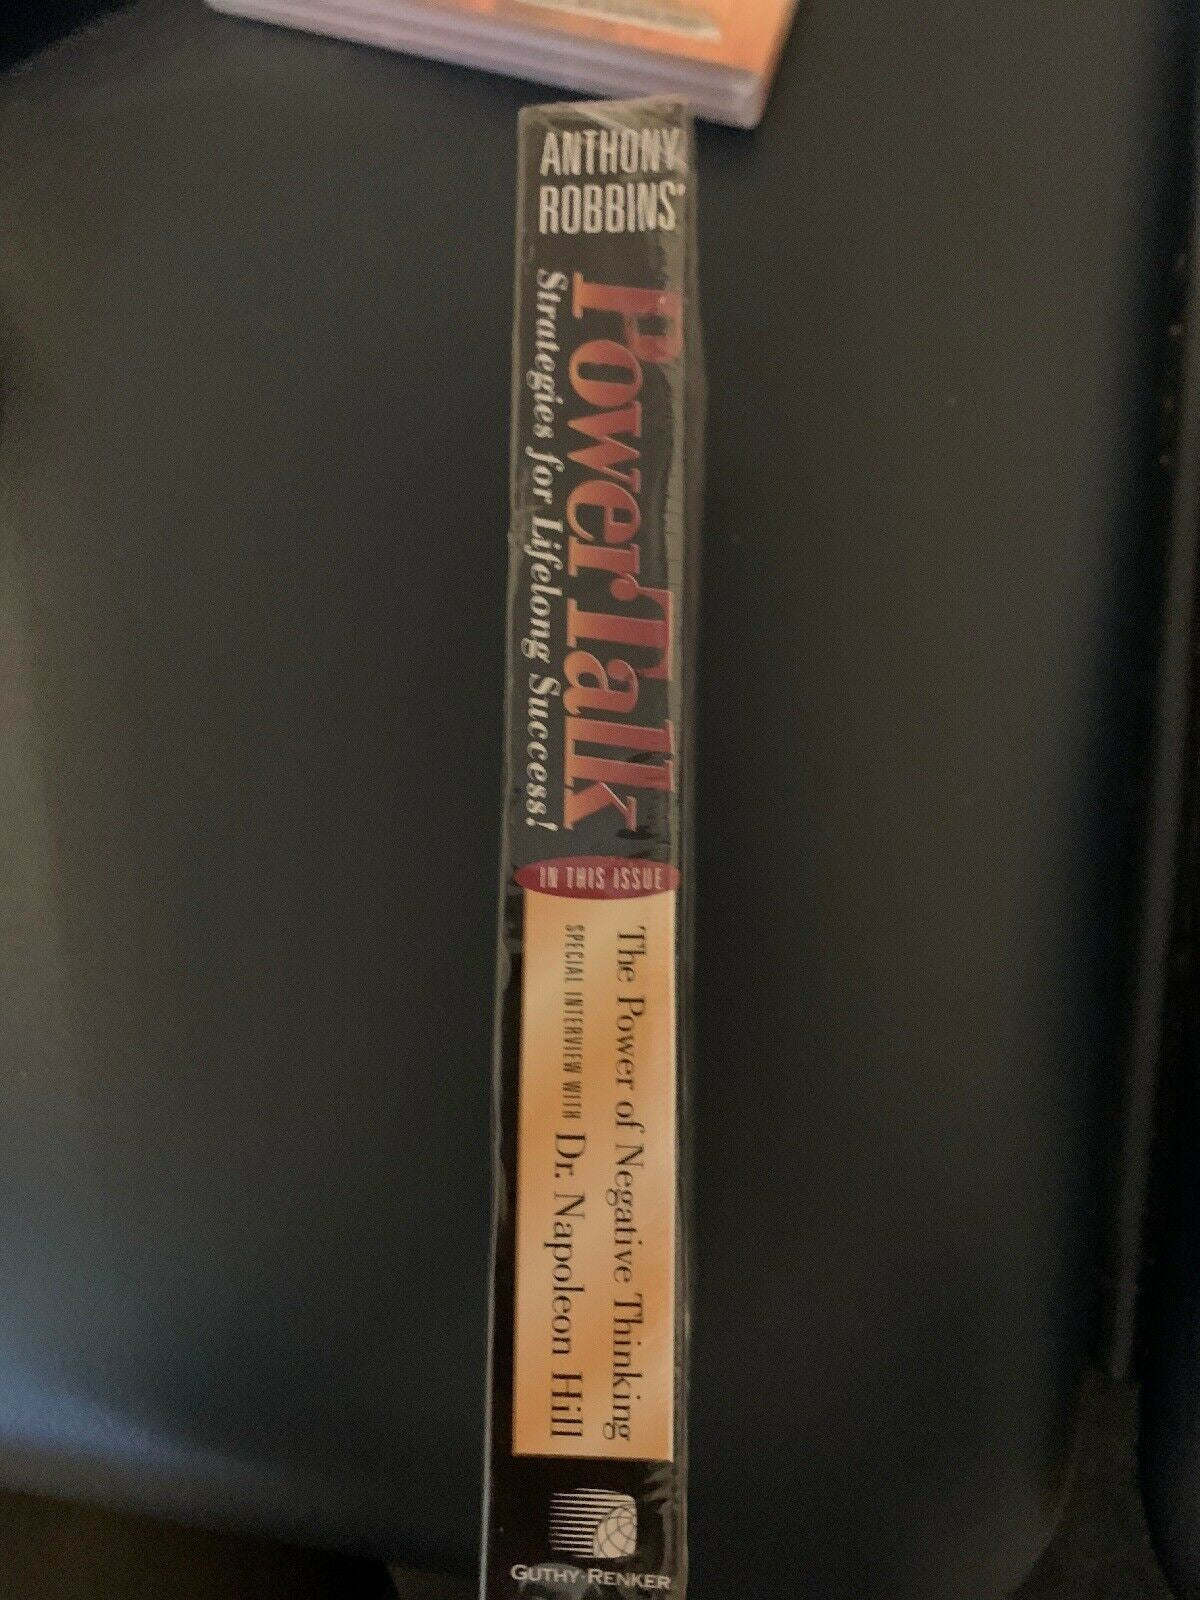 ANTHONY
ROBBINS'
PowerTalk
Strategies for Lifelong Success!
IN THIS ISSUE
The Power of Negative Thinking
SPECIAL INTERVIEW WITH Dr. Napoleon Hill
GUTHY-RENKER